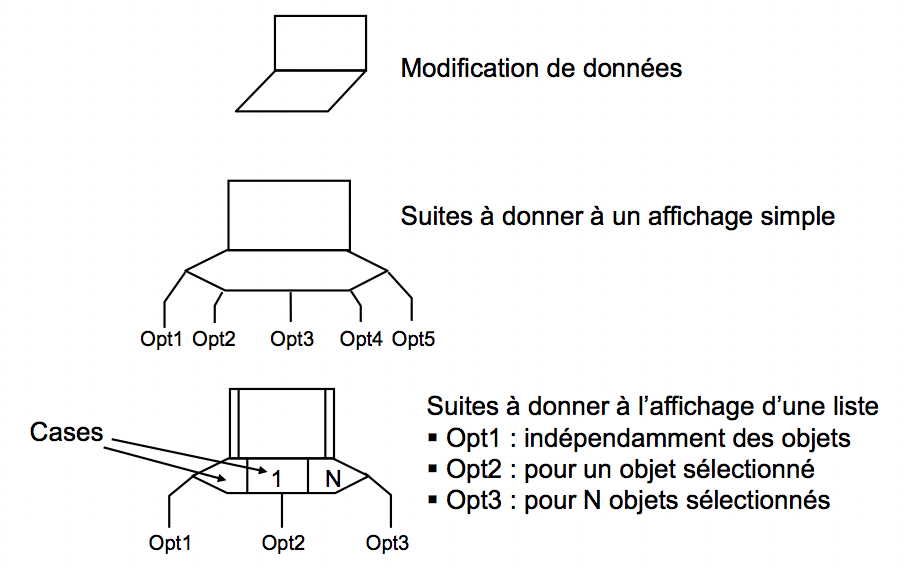 Modification de données
Suites à donner à un affichage simple
Opt1 Opt2 Opt3 Opt4 Opt5
Suites à donner à l’affichage d’une liste
Cases
▪ Opt1 : indépendamment des objets
▪ Opt2 : pour un objet sélectionné
▪ Opt3 : pour N objets sélectionnés
1 N
Opt1 Opt2 Opt3